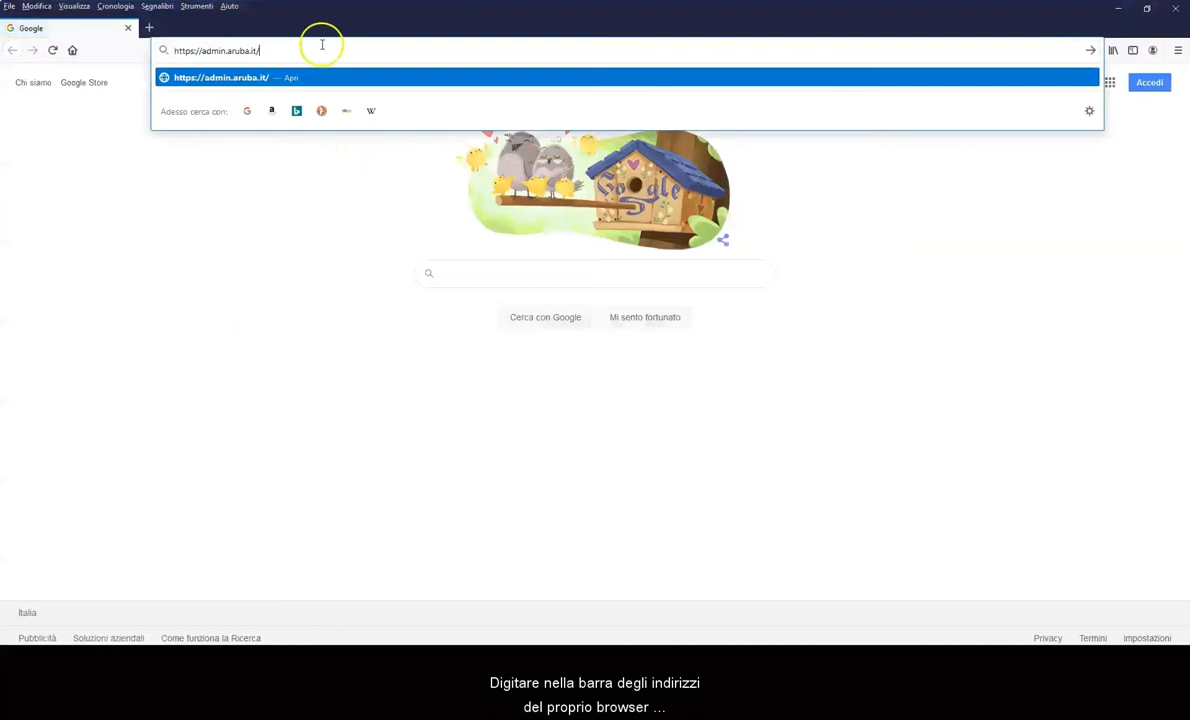 File Modifica Visualizza Cronologia Segnalibri Strumenti Aiuto
Google
https://admin.aruba.it/
https://admin.aruba.it/ — Apri
Chi siamo Google Store
Accedi
Adesso cerca con:
Google
Cerca con Google Mi sento fortunato
Italia
Pubblicità Soluzioni aziendali Come funziona la Ricerca Privacy Termini Impostazioni
Digitare nella barra degli indirizzi
del proprio browser ...